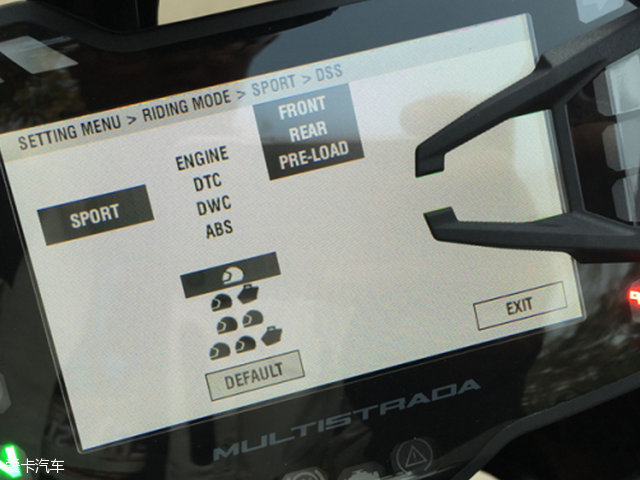 SETTING MENU > RIDING MODE > SPORT > DSS
FRONT
REAR
PRE-LOAD
ENGINE
DTC
DWC
ABS
SPORT
DEFAULT
EXIT
MULTISTRADA
卡汽车